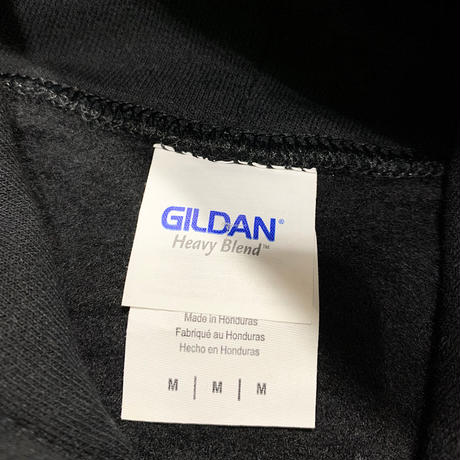 GILDAN®
Heavy Blend™
Made in Honduras
Fabriqué au Honduras
Hecho en Honduras
M | M | M